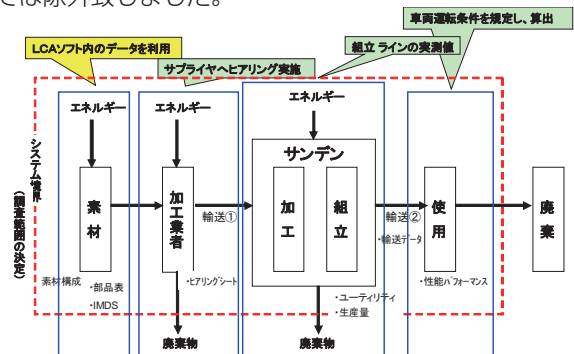 では除外致しました。
車両運転条件を規定し、算出
LCAソフト内のデータを利用
組立 ラインの実測値
サプライヤへヒアリング実施
エネルギー
エネルギー
エネルギー
システム境界
(調査範囲の決定)
サンデン
素材
加工業者
輸送①
加工
組立
輸送②
・輸送データ
使用
廃棄
素材構成
・部品表
・IMDS
・ヒアリングシート
・ユーティリティ
・生産量
・性能パフォーマンス
廃棄物
廃棄物